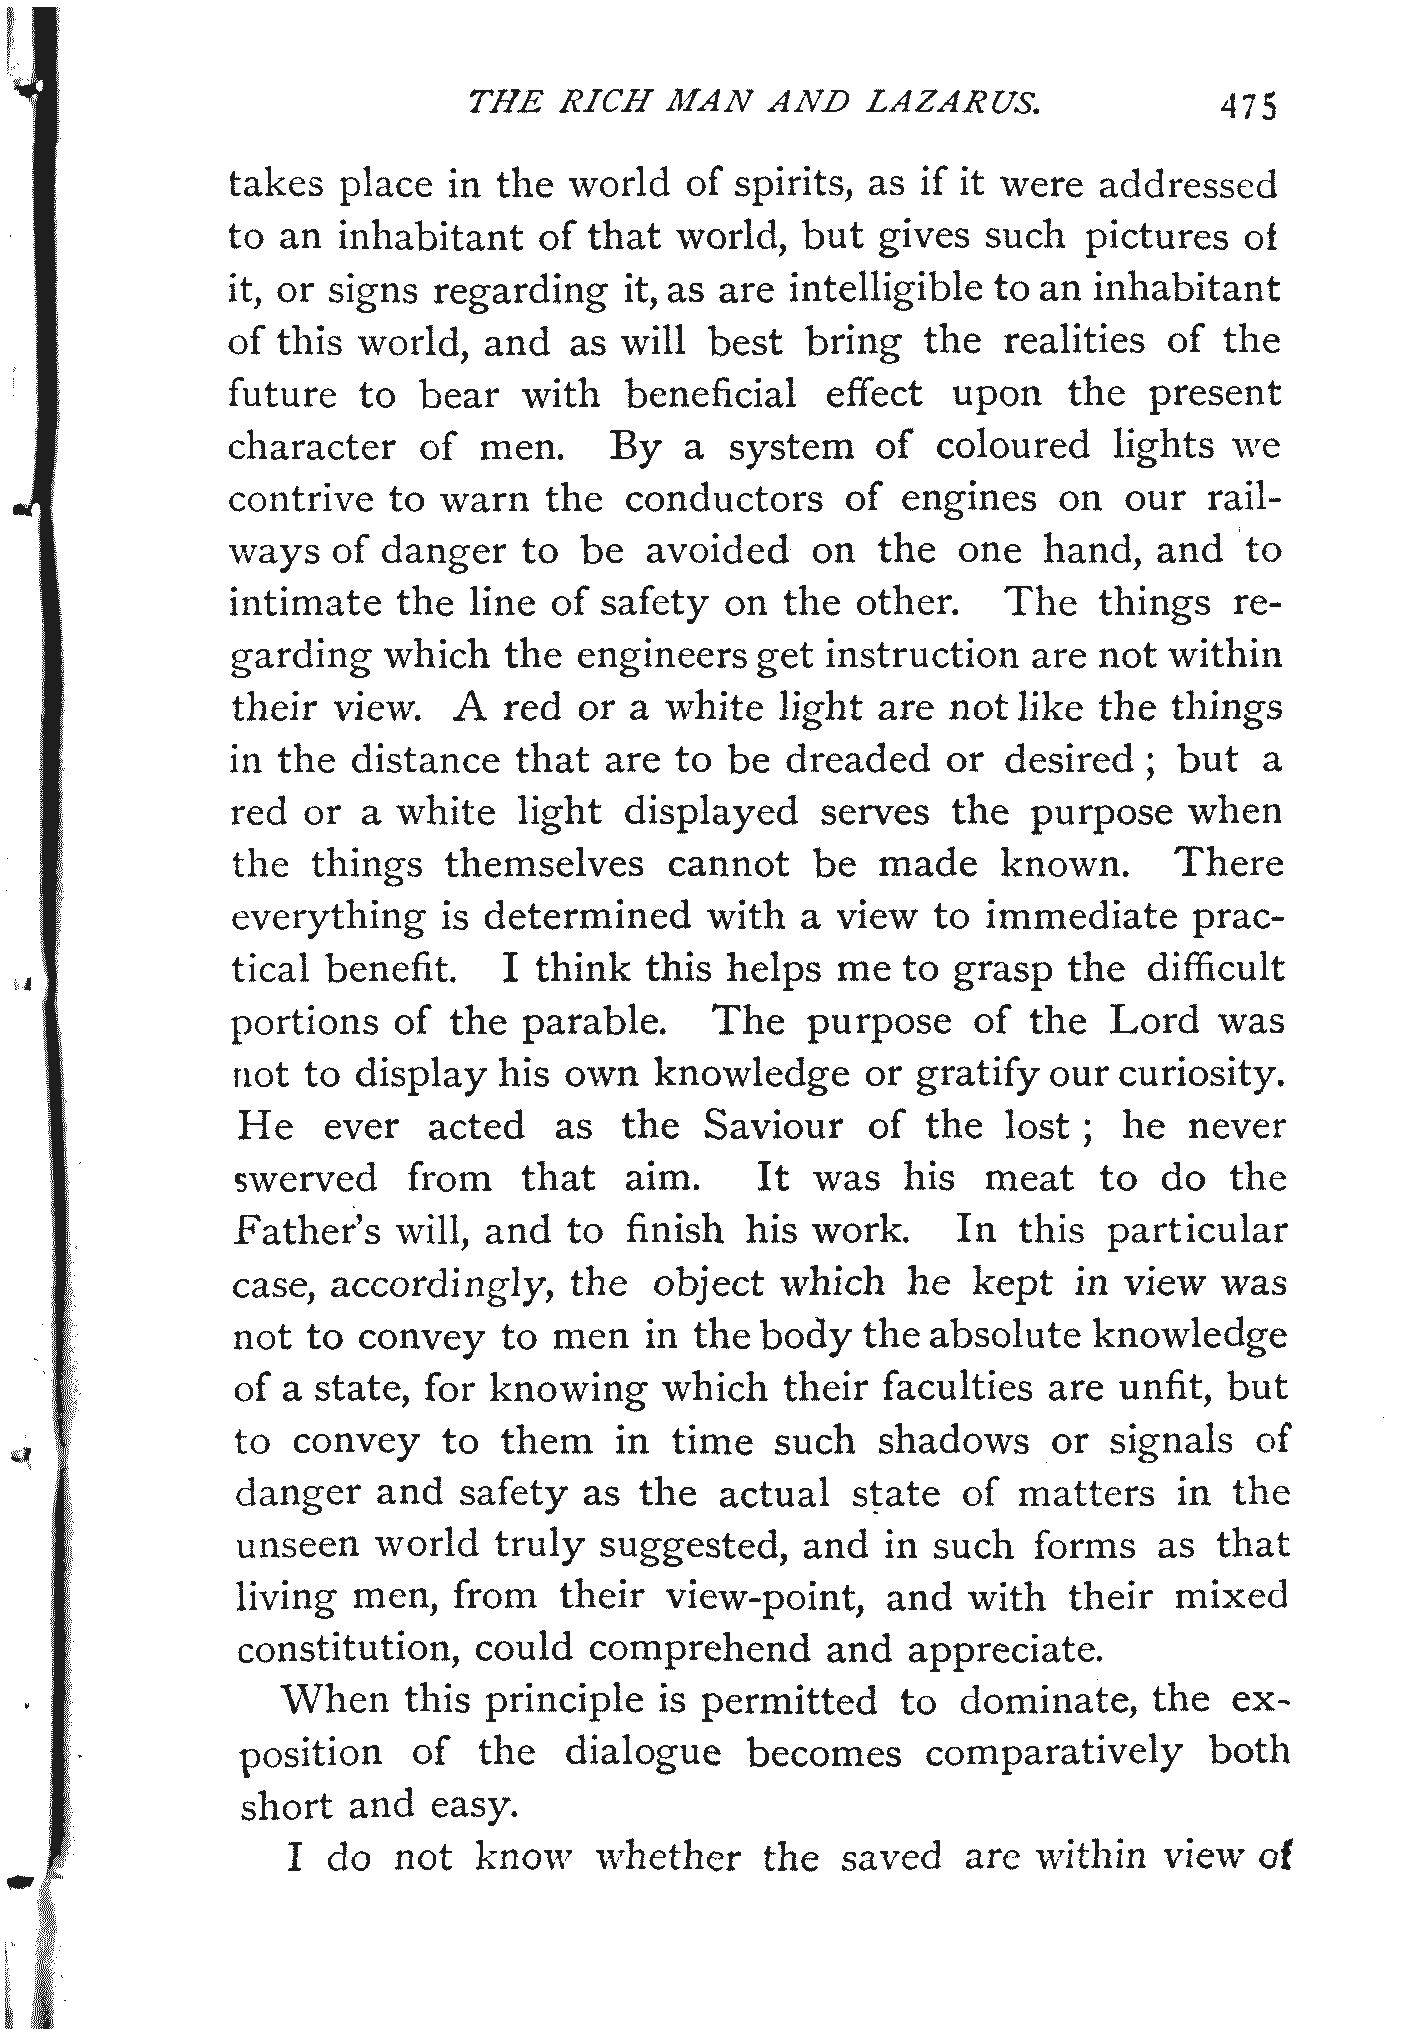 THE RICH MAN AND LAZARUS. 475
takes place in the world of spirits, as if it were addressed
to an inhabitant of that world, but gives such pictures of
it, or signs regarding it, as are intelligible to an inhabitant
of this world, and as will best bring the realities of the
future to bear with beneficial effect upon the present
character of men. By a system of coloured lights we
contrive to warn the conductors of engines on our rail-
ways of danger to be avoided on the one hand, and to
intimate the line of safety on the other. The things re-
garding which the engineers get instruction are not within
their view. A red or a white light are not like the things
in the distance that are to be dreaded or desired ; but a
red or a white light displayed serves the purpose when
the things themselves cannot be made known. There
everything is determined with a view to immediate prac-
tical benefit. I think this helps me to grasp the difficult
portions of the parable. The purpose of the Lord was
not to display his own knowledge or gratify our curiosity.
He ever acted as the Saviour of the lost ; he never
swerved from that aim. It was his meat to do the
Father's will, and to finish his work. In this particular
case, accordingly, the object which he kept in view was
not to convey to men in the body the absolute knowledge
of a state, for knowing which their faculties are unfit, but
to convey to them in time such shadows or signals of
danger and safety as the actual state of matters in the
unseen world truly suggested, and in such forms as that
living men, from their view-point, and with their mixed
constitution, could comprehend and appreciate.
When this principle is permitted to dominate, the ex-
position of the dialogue becomes comparatively both
short and easy.
I do not know whether the saved are within view of